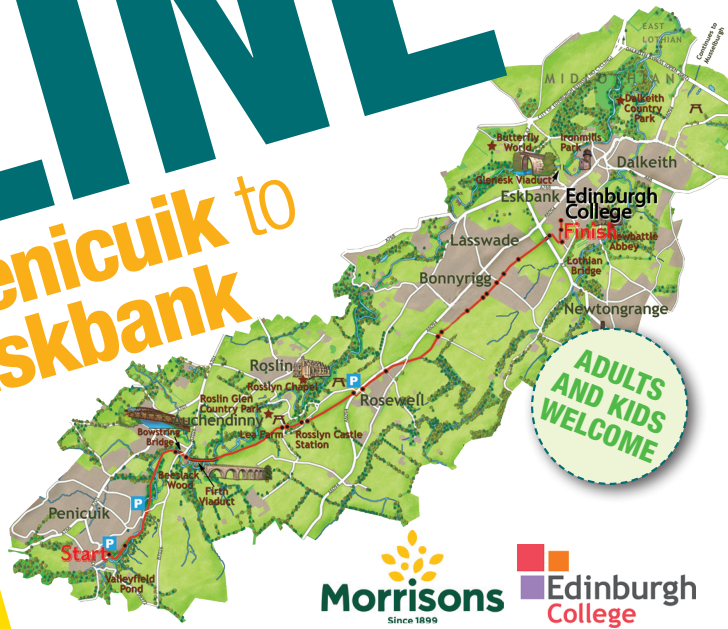 LINE
enicuik to
skbank
EAST
LOTHIAN
Continues to
Musselburgh
MIDLOTHIAN
Dalkeith
Country
Park
Butterfly
World
Ironmills
Park
Dalkeith
Glenesk Viaduct
Eskbank
Edinburgh
College
Finish
Newbattle
Abbey
Lasswade
Lothian
Bridge
Bonnyrigg
Newtongrange
Roslin
Rosslyn Chapel
P
Rosewell
Roslin Glen
Country Park
uchendinny
Lea Farm
Rosslyn Castle
Station
Bowstring
Bridge
Beeslack
Wood
Firth
Viaduct
P
Penicuik
P
Start
Valleyfield
Pond
ADULTS
AND KIDS
WELCOME
Morrisons
Since 1899
Edinburgh
College